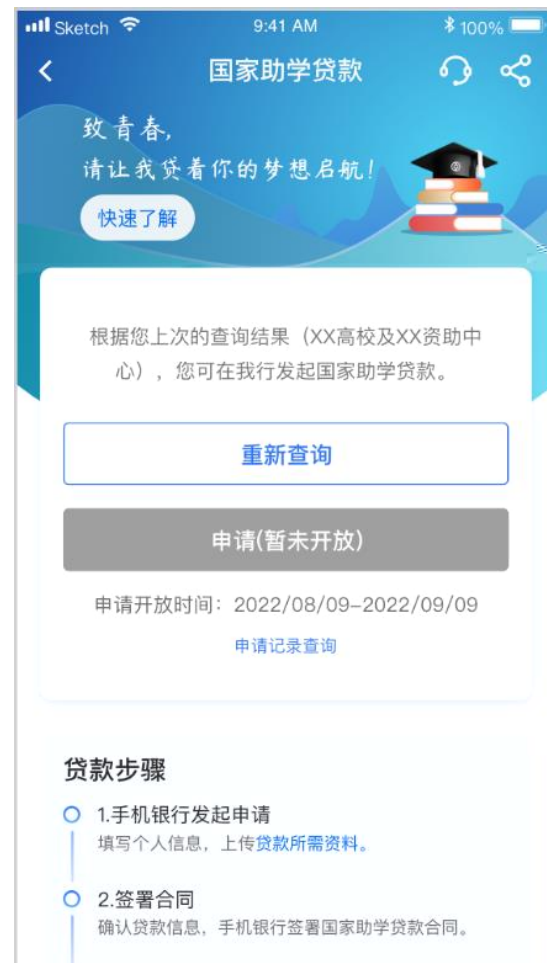 Sketch 9:41 AM 100%
国家助学贷款
致青春,
请让我贷着你的梦想启航!
快速了解
根据您上次的查询结果（XX高校及XX资助中
心），您可在我行发起国家助学贷款。
重新查询
申请(暂未开放)
申请开放时间：2022/08/09–2022/09/09
申请记录查询
贷款步骤
1.手机银行发起申请
填写个人信息，上传贷款所需资料。
2.签署合同
确认贷款信息，手机银行签署国家助学贷款合同。